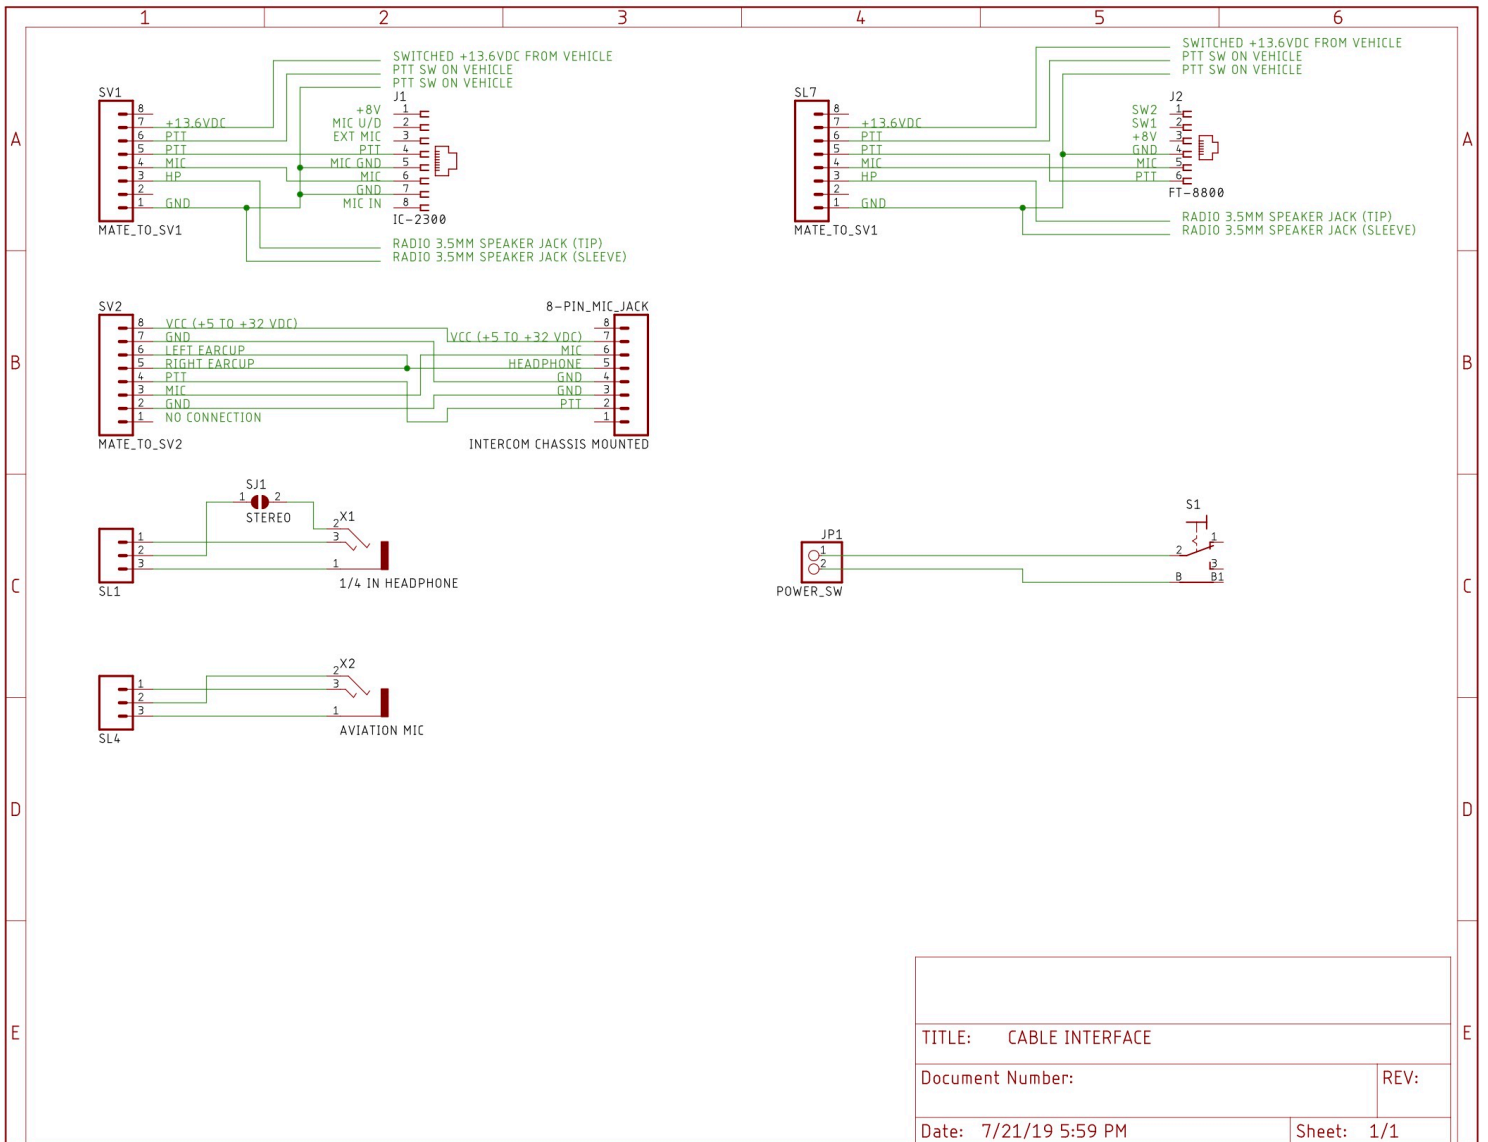 1 2 3 4 5 6
A A
B B
C C
D D
E E
SWITCHED +13.6VDC FROM VEHICLE
PTT SW ON VEHICLE
PTT SW ON VEHICLE
SV1
8
7 +13.6VDC
6 PTT
5 PTT
4 MIC
3 HP
2
1 GND
MATE_TO_SV1
J1
+8V 1
MIC U/D 2
EXT MIC 3
PTT 4
MIC GND 5
MIC 6
GND 7
MIC IN 8
IC-2300
RADIO 3.5MM SPEAKER JACK (TIP)
RADIO 3.5MM SPEAKER JACK (SLEEVE)
SWITCHED +13.6VDC FROM VEHICLE
PTT SW ON VEHICLE
PTT SW ON VEHICLE
SL7
8
7 +13.6VDC
6 PTT
5 PTT
4 MIC
3 HP
2
1 GND
MATE_TO_SV1
J2
SW2 1
SW1 2
+8V 3
GND 4
MIC 5
PTT 6
FT-8800
RADIO 3.5MM SPEAKER JACK (TIP)
RADIO 3.5MM SPEAKER JACK (SLEEVE)
SV2
8 VCC (+5 TO +32 VDC)
7 GND
6 LEFT EARCUP
5 RIGHT EARCUP
4 PTT
3 MIC
2 GND
1 NO CONNECTION
MATE_TO_SV2
8-PIN_MIC_JACK
8
VCC (+5 TO +32 VDC) 7
MIC 6
HEADPHONE 5
GND 4
GND 3
PTT 2
1
INTERCOM CHASSIS MOUNTED
SJ1
1 2
STEREO
1
2
3
SL1
X1
2
3
1
1/4 IN HEADPHONE
JP1
1
2
POWER_SW
S1
1
2
3
B B1
1
2
3
SL4
X2
2
3
1
AVIATION MIC
TITLE: CABLE INTERFACE
Document Number:
REV:
Date: 7/21/19 5:59 PM
Sheet: 1/1